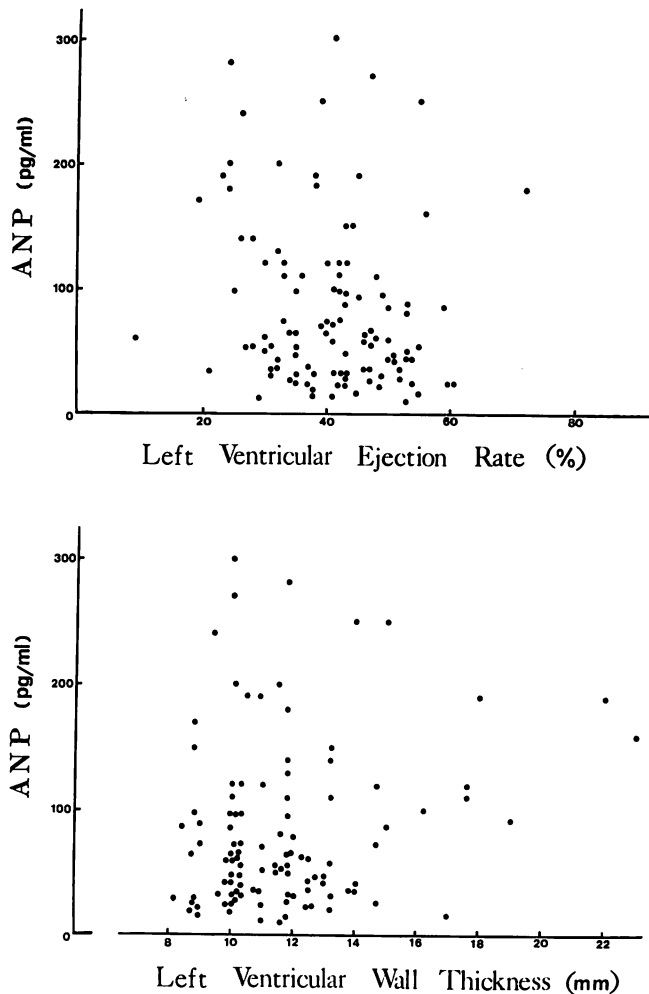 300
200
100
0
ANP (pg/ml)
20 40 60 80
Left Ventricular Ejection Rate (%)
300
200
100
0
ANP (pg/ml)
8 10 12 14 16 18 20 22
Left Ventricular Wall Thickness (mm)